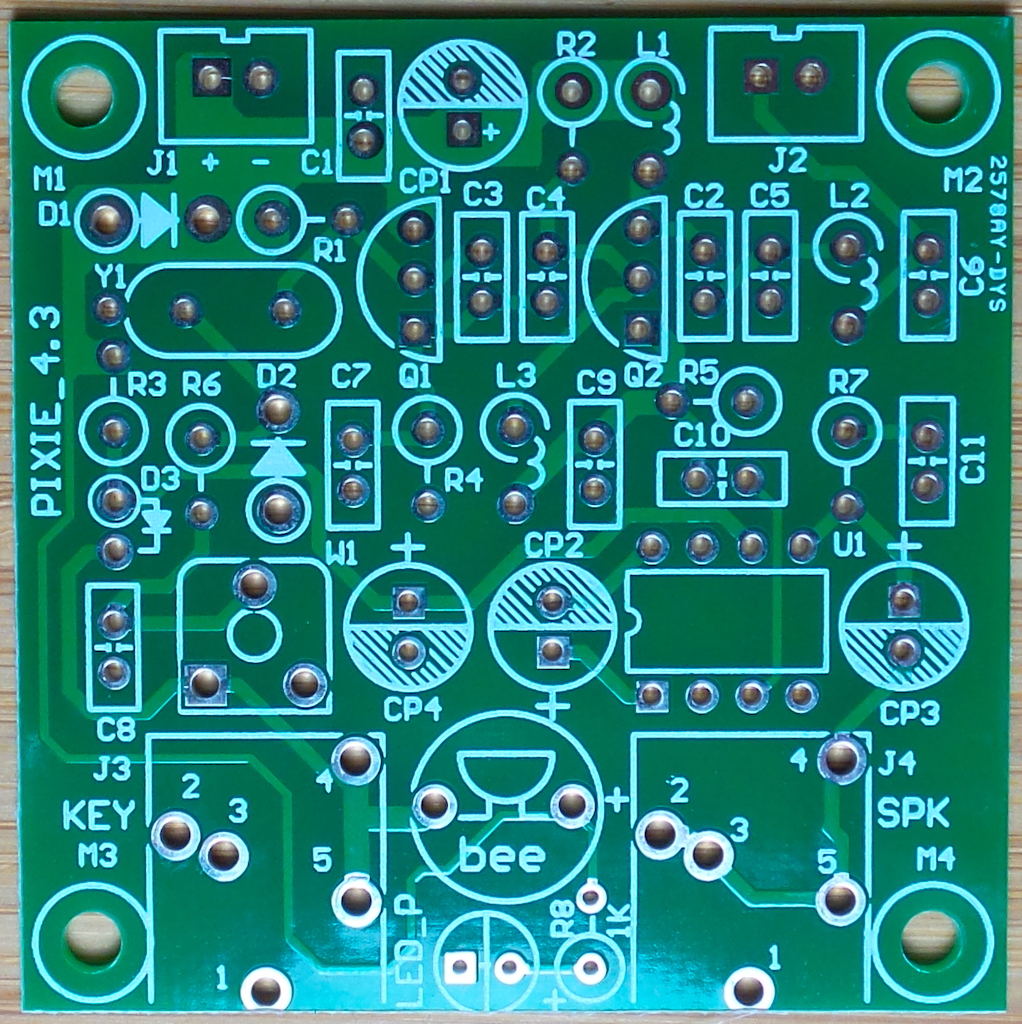 R2 L1
J1 + - C1 + J2
M1 CP1 M2
D1 C3 C4 C2 C5 L2
R1 C6
2578AY-DYS
Y1
PIXIE_4.3
R3 R6 D2 C7 Q1 L3 C9 Q2 R5 R7
C10 C11
D3 R4
W1 + CP2 U1 +
C8 CP4 + CP3
J3 2 4 4 J4
KEY 3 + 2 SPK
M3 5 bee 3 5 M4
LED_P R8 1K
1 + 1